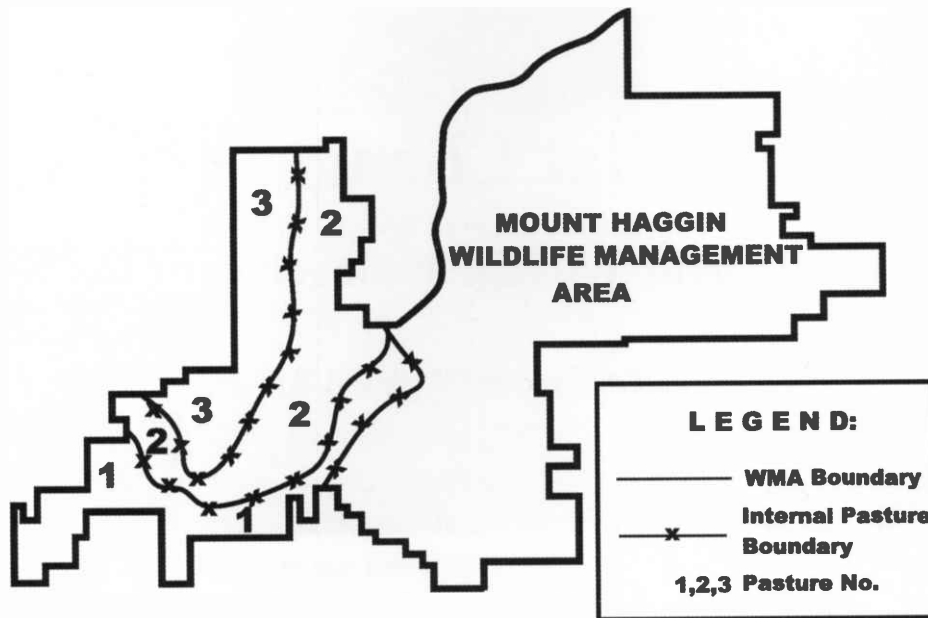 3
2
MOUNT HAGGIN
WILDLIFE MANAGEMENT
AREA
3
2
2
1
1
LEGEND:
WMA Boundary
Internal Pasture
Boundary
1,2,3 Pasture No.